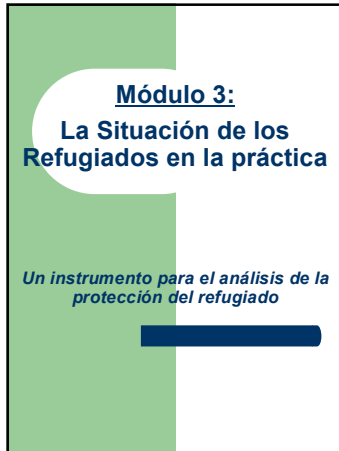 Módulo 3:
La Situación de los
Refugiados en la práctica
Un instrumento para el análisis de la
protección del refugiado